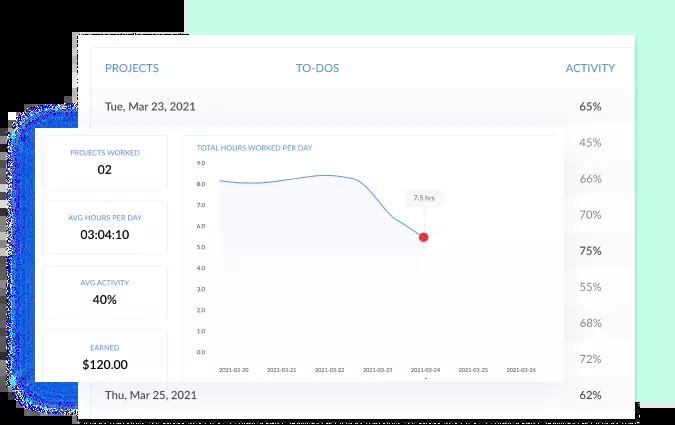 PROJECTS TO-DOS ACTIVITY
Tue, Mar 23, 2021 65%
45%
66%
70%
75%
55%
68%
72%
Thu, Mar 25, 2021 62%
PROJECTS WORKED
02
AVG HOURS PER DAY
03:04:10
AVG ACTIVITY
40%
EARNED
$120.00
TOTAL HOURS WORKED PER DAY
9.0
8.0
7.0
6.0
5.0
4.0
3.0
2.0
1.0
0.0
7.5 hrs
2021-03-20 2021-03-21 2021-03-22 2021-03-23 2021-03-24 2021-03-25 2021-03-26